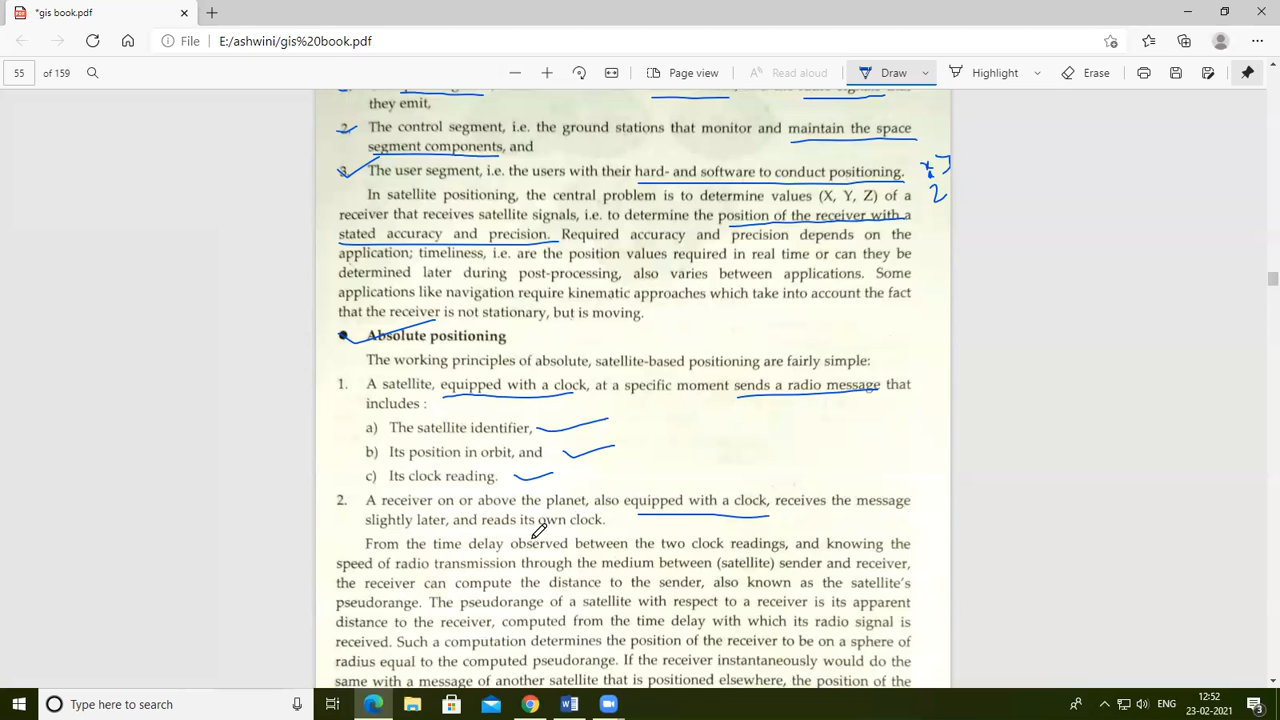 *gis book.pdf
File
E:/ashwini/gis%20book.pdf
55 of 159
Page view
Read aloud
Draw
Highlight
Erase
they emit,
2. The control segment, i.e. the ground stations that monitor and maintain the space
segment components, and
3. The user segment, i.e. the users with their hard- and software to conduct positioning.
In satellite positioning, the central problem is to determine values (X, Y, Z) of a
receiver that receives satellite signals, i.e. to determine the position of the receiver with a
stated accuracy and precision. Required accuracy and precision depends on the
application; timeliness, i.e. are the position values required in real time or can they be
determined later during post-processing, also varies between applications. Some
applications like navigation require kinematic approaches which take into account the fact
that the receiver is not stationary, but is moving.
Absolute positioning
The working principles of absolute, satellite-based positioning are fairly simple:
1. A satellite, equipped with a clock, at a specific moment sends a radio message that
includes :
a) The satellite identifier,
b) Its position in orbit, and
c) Its clock reading.
2. A receiver on or above the planet, also equipped with a clock, receives the message
slightly later, and reads its own clock.
From the time delay observed between the two clock readings, and knowing the
speed of radio transmission through the medium between (satellite) sender and receiver,
the receiver can compute the distance to the sender, also known as the satellite's
pseudorange. The pseudorange of a satellite with respect to a receiver is its apparent
distance to the receiver, computed from the time delay with which its radio signal is
received. Such a computation determines the position of the receiver to be on a sphere of
radius equal to the computed pseudorange. If the receiver instantaneously would do the
same with a message of another satellite that is positioned elsewhere, the position of the
Type here to search
ENG
12:52
23-02-2021
3